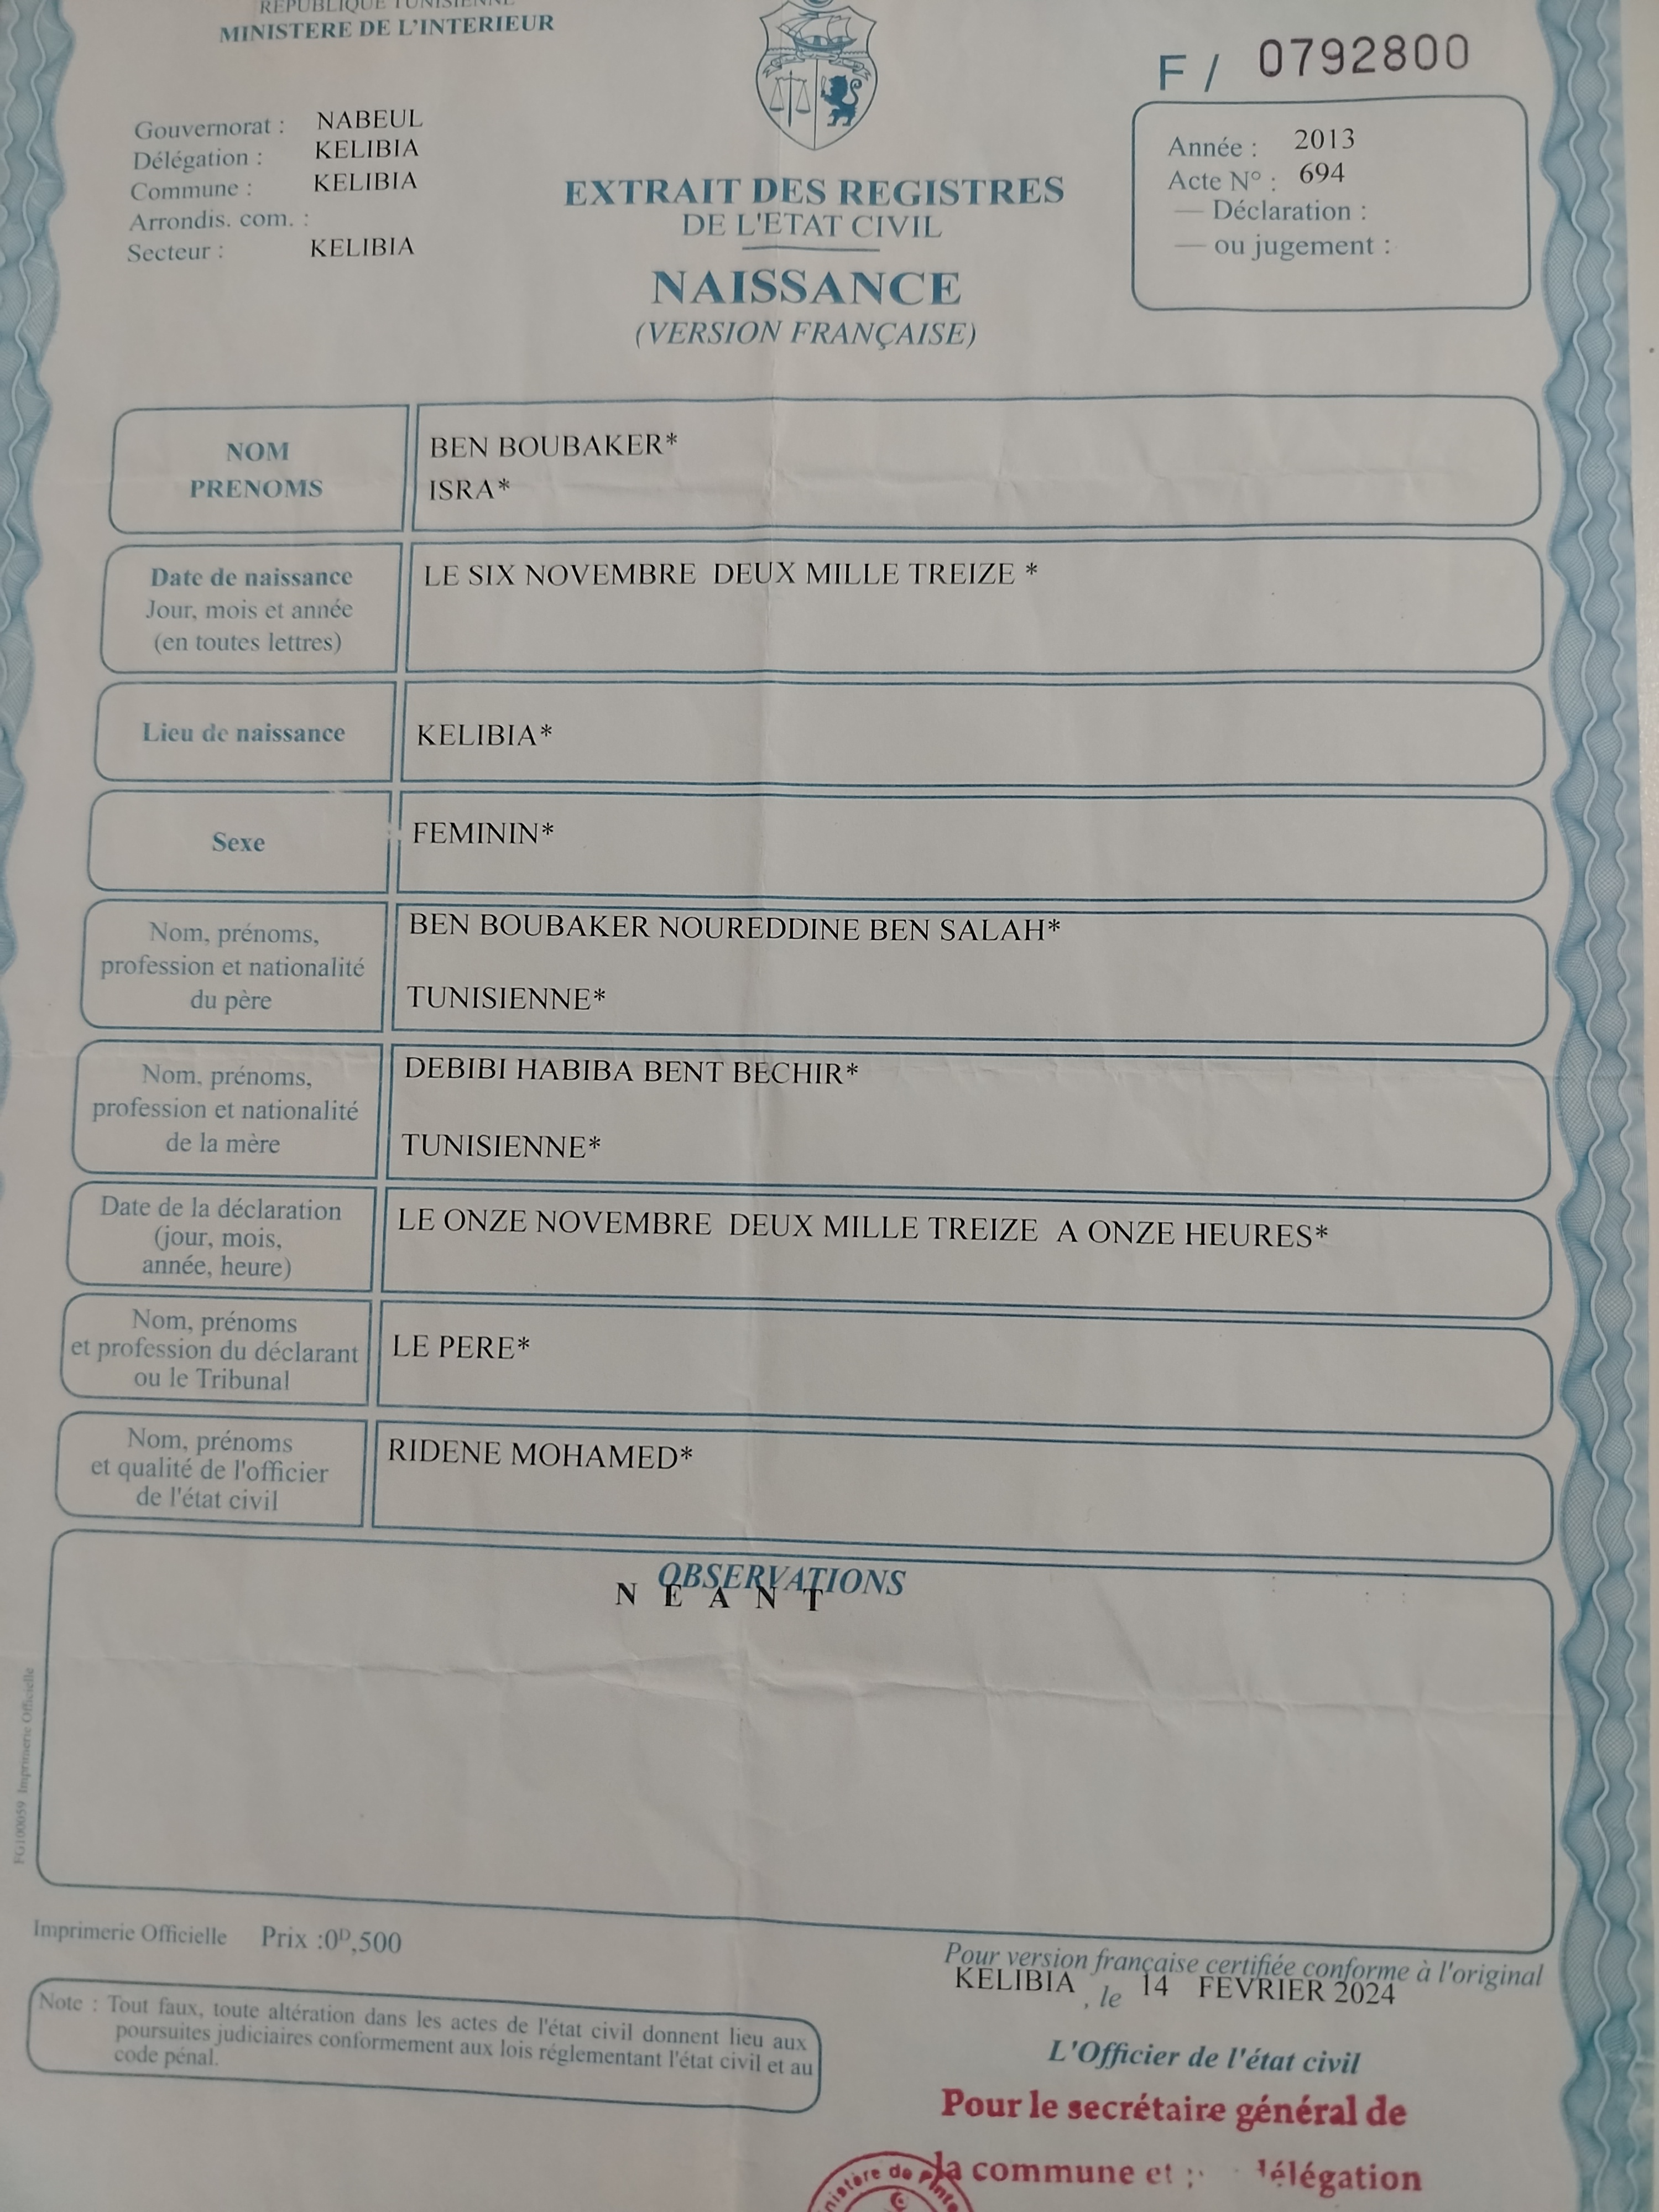 REPUBLIQUE TUNISIENNE
MINISTERE DE L'INTERIEUR
F / 0792800
Gouvernorat : NABEUL
Délégation : KELIBIA
Commune : KELIBIA
Arrondis. com. :
Secteur : KELIBIA
EXTRAIT DES REGISTRES
DE L'ETAT CIVIL
NAISSANCE
(VERSION FRANÇAISE)
Année : 2013
Acte N° : 694
— Déclaration :
— ou jugement :
NOM BEN BOUBAKER*
PRENOMS ISRA*
Date de naissance LE SIX NOVEMBRE DEUX MILLE TREIZE *
Jour, mois et année
(en toutes lettres)
Lieu de naissance KELIBIA*
Sexe FEMININ*
Nom, prénoms, BEN BOUBAKER NOUREDDINE BEN SALAH*
profession et nationalité
du père TUNISIENNE*
Nom, prénoms, DEBIBI HABIBA BENT BECHIR*
profession et nationalité
de la mère TUNISIENNE*
Date de la déclaration LE ONZE NOVEMBRE DEUX MILLE TREIZE A ONZE HEURES*
(jour, mois,
année, heure)
Nom, prénoms
et profession du déclarant LE PERE*
ou le Tribunal
Nom, prénoms RIDENE MOHAMED*
et qualité de l'officier
de l'état civil
OBSERVATIONS
N E A N T
FG100059 Imprimerie Officielle
Imprimerie Officielle Prix :0ᴰ,500
Pour version française certifiée conforme à l'original
KELIBIA , le 14 FEVRIER 2024
Note : Tout faux, toute altération dans les actes de l'état civil donnent lieu aux
poursuites judiciaires conformement aux lois réglementant l'état civil et au
code pénal.
L'Officier de l'état civil
Pour le secrétaire général de
la commune et délégation